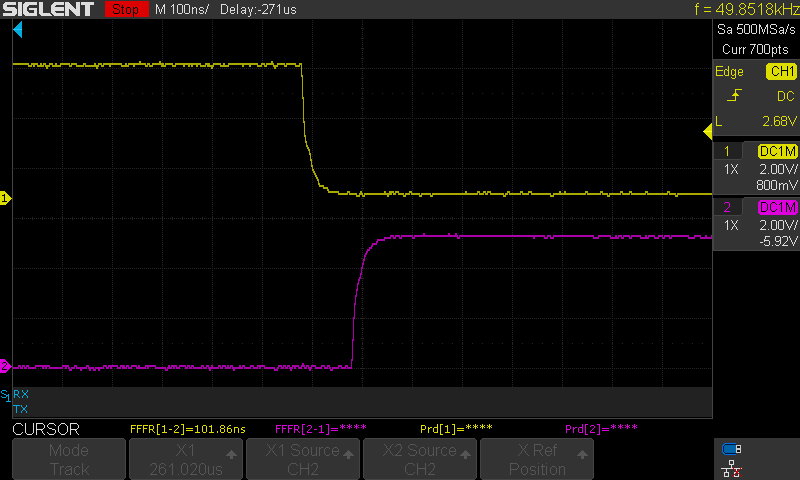 SIGLENT Stop M 100ns/ Delay:-271us f = 49.8518kHz
Sa 500MSa/s
Curr 700pts
Edge CH1
DC
L 2.68V
1 DC1M
1X 2.00V/
800mV
2 DC1M
1X 2.00V/
-5.92V
1
2
S1 RX
TX
CURSOR FFFR[1-2]=101.86ns FFFR[2-1]=**** Prd[1]=**** Prd[2]=****
Mode Track
X1 261.020us
X1 Source CH2
X2 Source CH2
X Ref Position